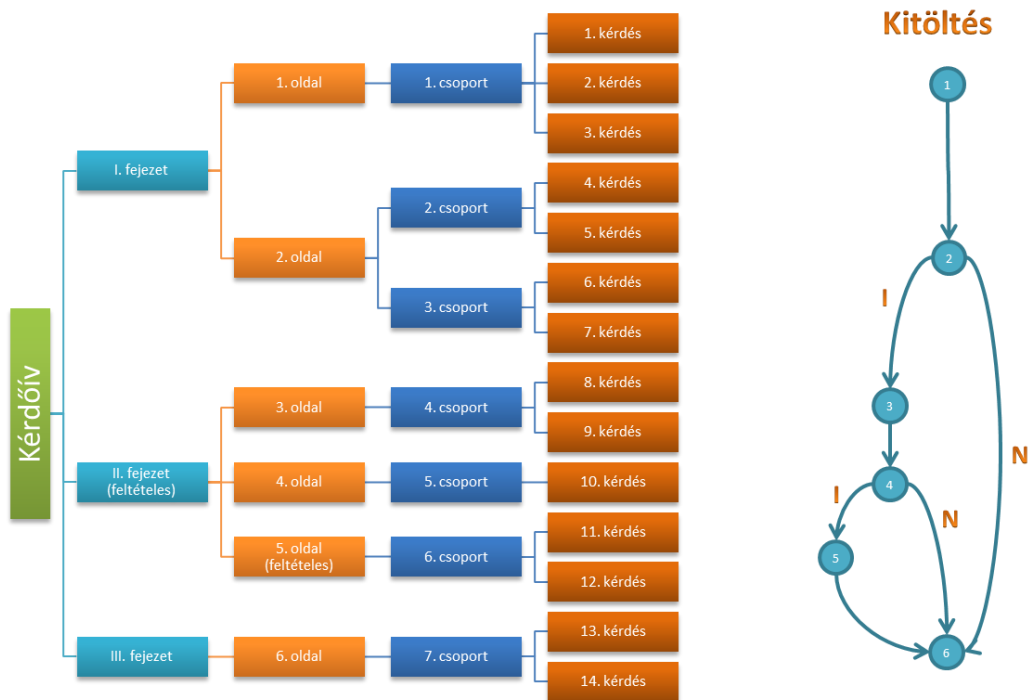 Kérdőív
I. fejezet
II. fejezet
(feltételes)
III. fejezet
1. oldal
2. oldal
3. oldal
4. oldal
5. oldal
(feltételes)
6. oldal
1. csoport
2. csoport
3. csoport
4. csoport
5. csoport
6. csoport
7. csoport
1. kérdés
2. kérdés
3. kérdés
4. kérdés
5. kérdés
6. kérdés
7. kérdés
8. kérdés
9. kérdés
10. kérdés
11. kérdés
12. kérdés
13. kérdés
14. kérdés
Kitöltés
1
2
I
N
3
4
I
N
5
6